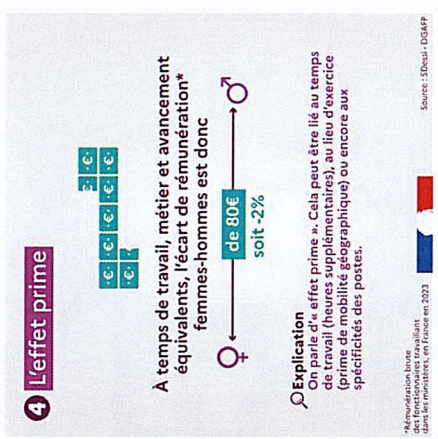 4 L'effet prime
À temps de travail, métier et avancement
équivalents, l'écart de rémunération*
femmes-hommes est donc
de 80€
soit -2%
Explication
On parle d'« effet prime ». Cela peut être lié au temps
de travail (heures supplémentaires), au lieu d'exercice
(prime de mobilité géographique) ou encore aux
spécificités des postes.
*Rémunération brute
des fonctionnaires travaillant
dans les ministères, en France en 2023
Source : SDessi - DGAFP